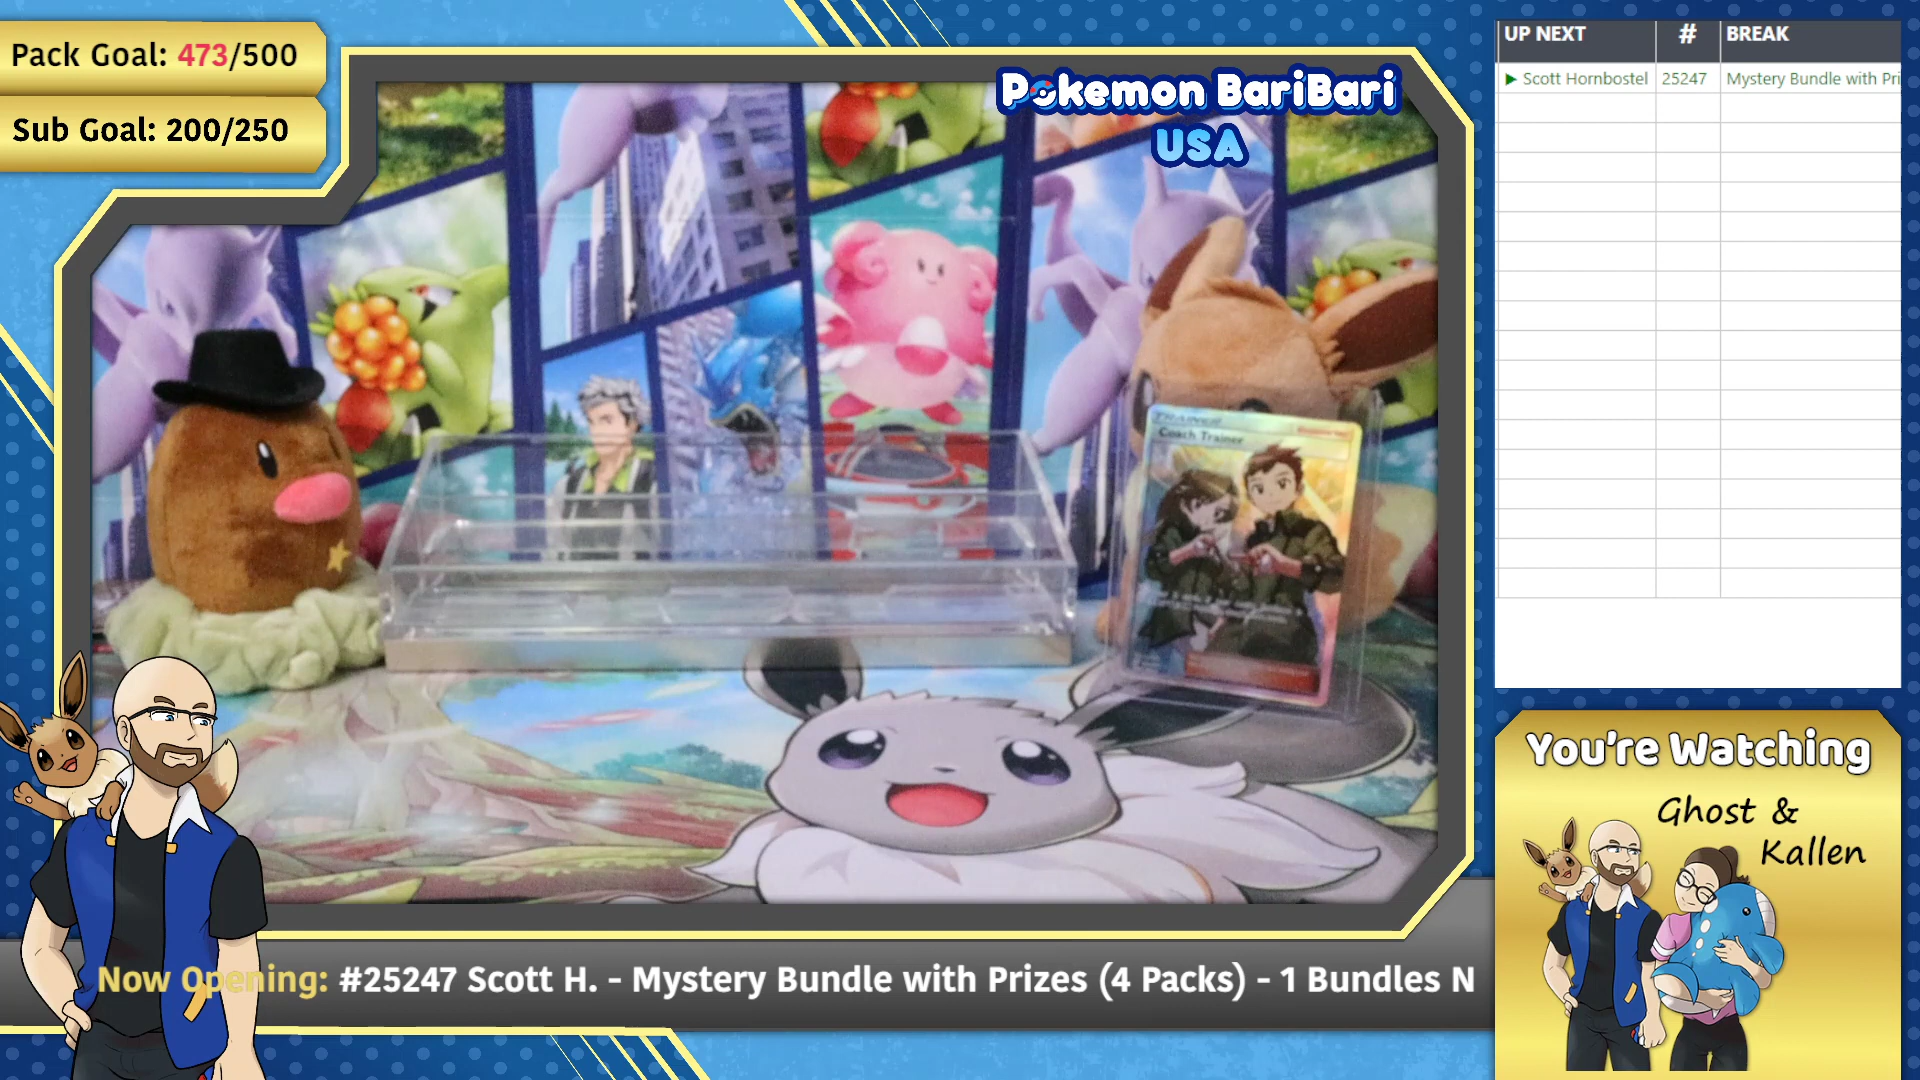 Pack Goal: 473/500
Sub Goal: 200/250
Pokemon BariBari
USA
TRAINER
Coach Trainer
UP NEXT # BREAK
Scott Hornbostel 25247 Mystery Bundle with Pri
You're Watching
Ghost &
Kallen
Now Opening: #25247 Scott H. - Mystery Bundle with Prizes (4 Packs) - 1 Bundles N